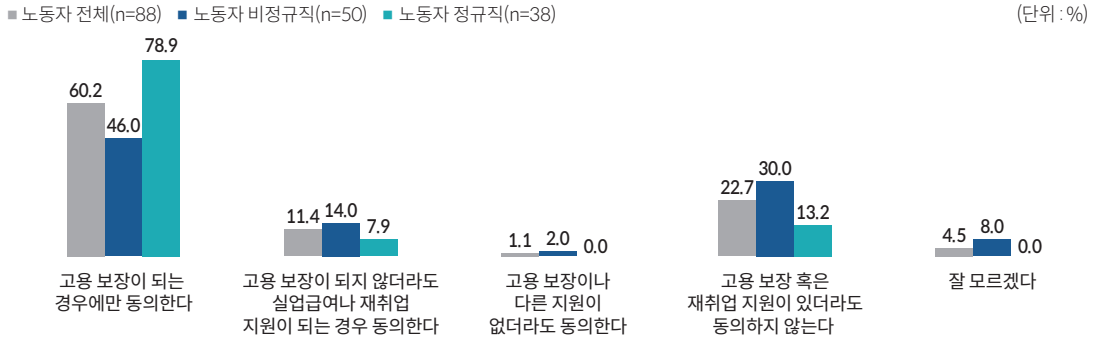 ■ 노동자 전체(n=88) ■ 노동자 비정규직(n=50) ■ 노동자 정규직(n=38) (단위 : %)
60.2 46.0 78.9
11.4 14.0 7.9
1.1 2.0 0.0
22.7 30.0 13.2
4.5 8.0 0.0
고용 보장이 되는
경우에만 동의한다
고용 보장이 되지 않더라도
실업급여나 재취업
지원이 되는 경우 동의한다
고용 보장이나
다른 지원이
없더라도 동의한다
고용 보장 혹은
재취업 지원이 있더라도
동의하지 않는다
잘 모르겠다